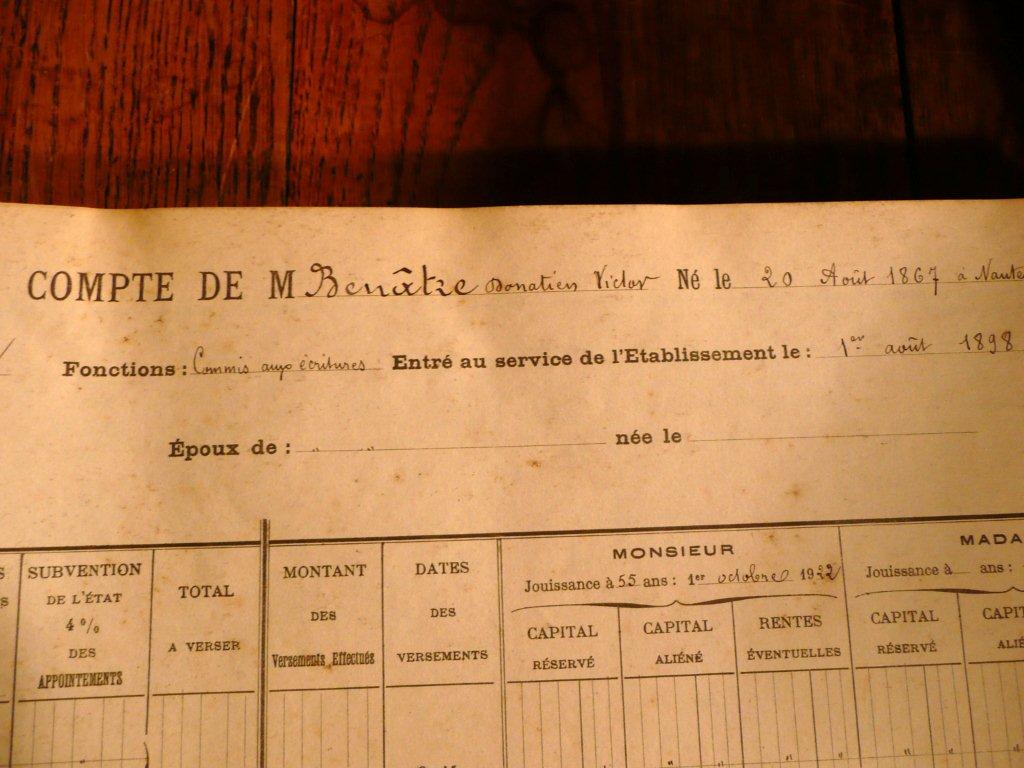 COMPTE DE M Benâtre Donatien Victor Né le 20 Août 1867 à Nante
Fonctions : Commis aux écritures Entré au service de l'Etablissement le : 1er août 1898
Époux de : " " née le
SUBVENTION
DE L'ÉTAT
4 %
DES
APPOINTEMENTS
TOTAL
A VERSER
MONTANT
DES
Versements Effectués
DATES
DES
VERSEMENTS
MONSIEUR
Jouissance à 55 ans : 1er octobre 1922
CAPITAL
RÉSERVÉ
CAPITAL
ALIÉNÉ
RENTES
ÉVENTUELLES
MADA
Jouissance à ans :
CAPITAL
RÉSERVÉ
CAPIT
ALIÉ